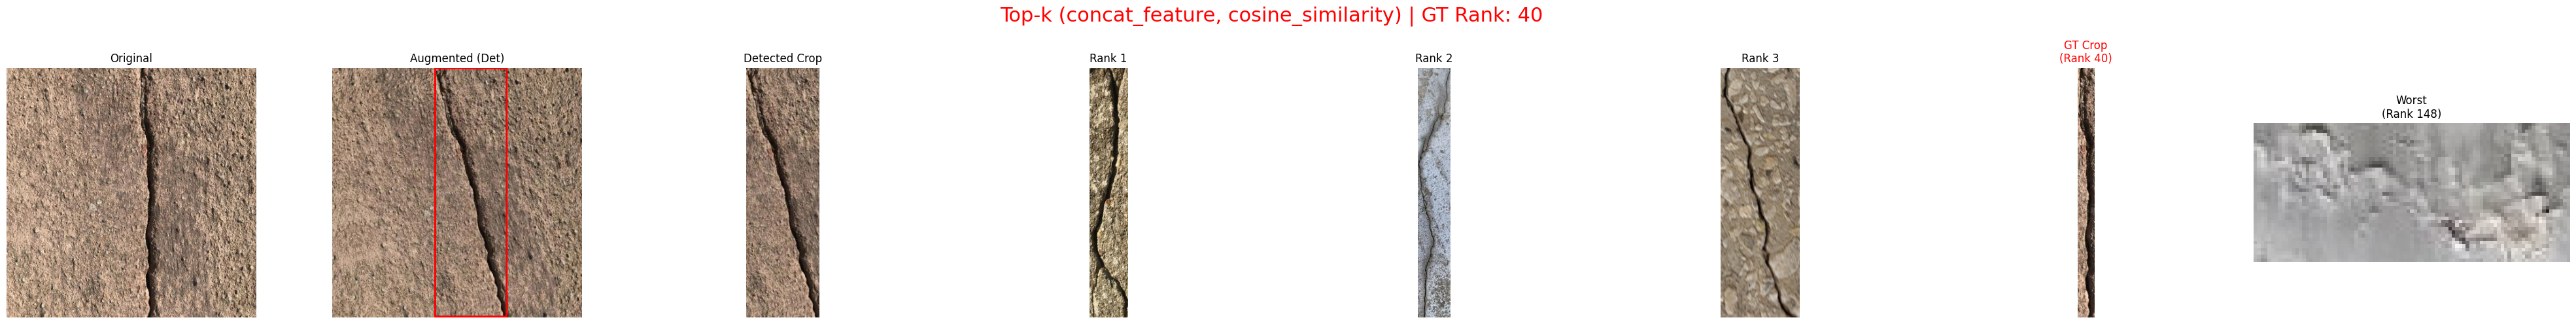 Top-k (concat_feature, cosine_similarity) | GT Rank: 40
Original
Augmented (Det)
Detected Crop
Rank 1
Rank 2
Rank 3
GT Crop
(Rank 40)
Worst
(Rank 148)